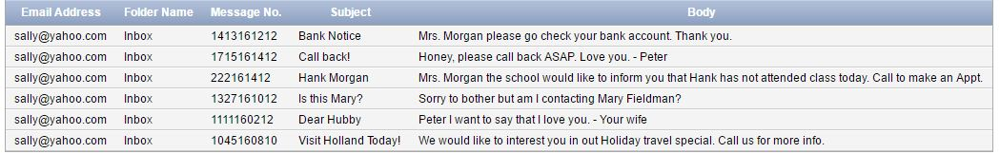 Email Address Folder Name Message No. Subject Body
sally@yahoo.com Inbox 1413161212 Bank Notice Mrs. Morgan please go check your bank account. Thank you.
sally@yahoo.com Inbox 1715161412 Call back! Honey, please call back ASAP. Love you. - Peter
sally@yahoo.com Inbox 222161412 Hank Morgan Mrs. Morgan the school would like to inform you that Hank has not attended class today. Call to make an Appt.
sally@yahoo.com Inbox 1327161012 Is this Mary? Sorry to bother but am I contacting Mary Fieldman?
sally@yahoo.com Inbox 1111160212 Dear Hubby Peter I want to say that I love you. - Your wife
sally@yahoo.com Inbox 1045160810 Visit Holland Today! We would like to interest you in out Holiday travel special. Call us for more info.